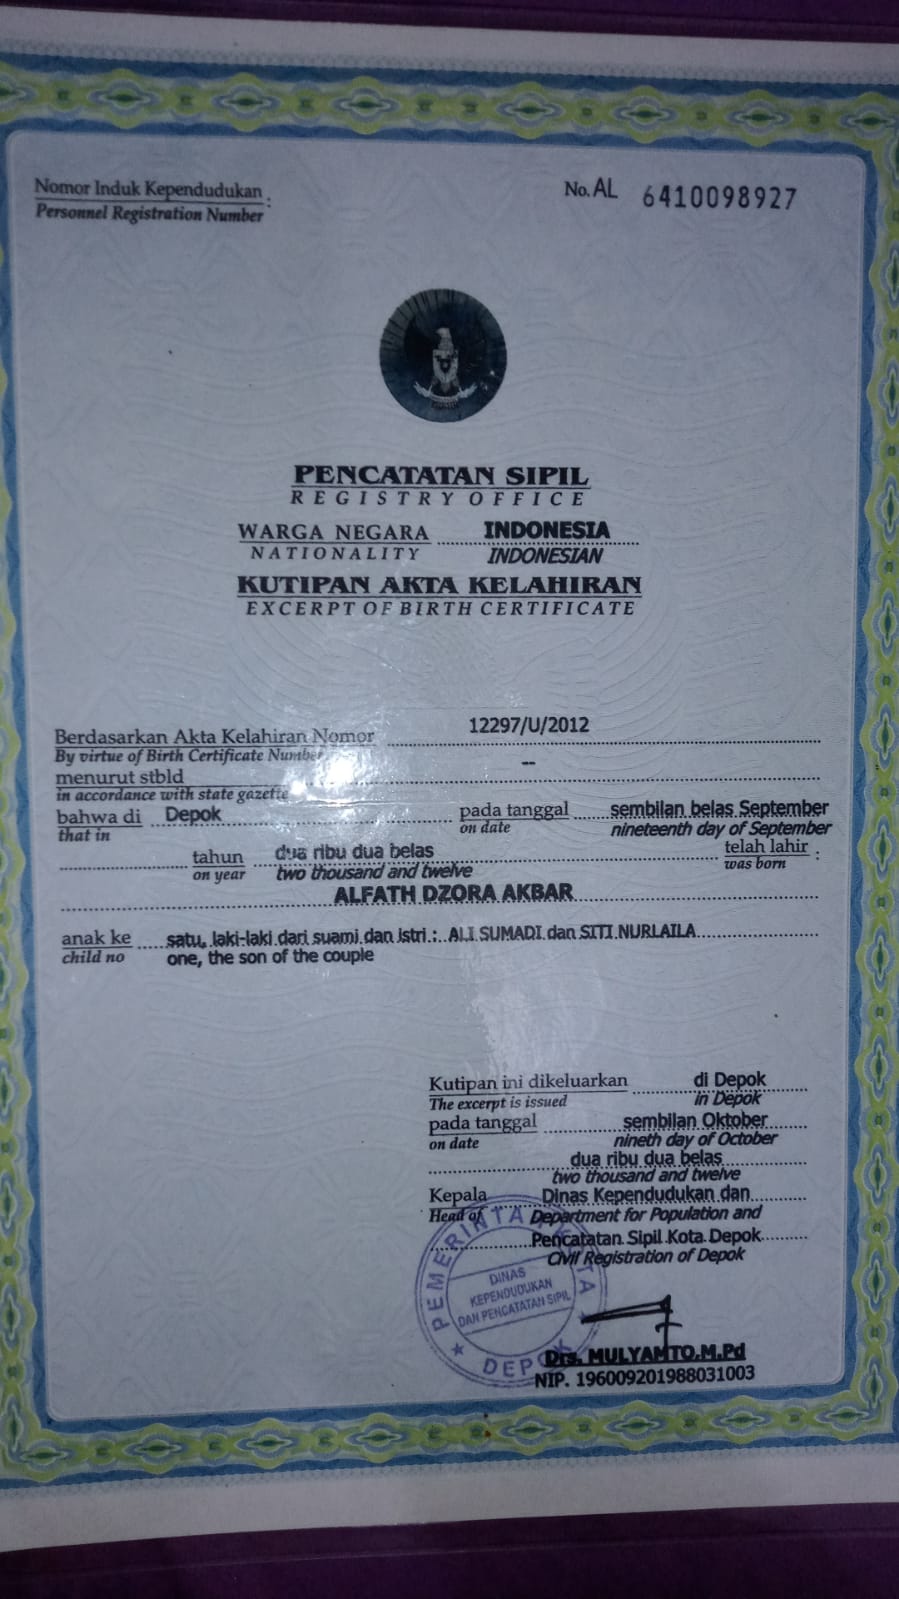 Nomor Induk Kependudukan :
Personnel Registration Number
No. AL 6410098927
PENCATATAN SIPIL
REGISTRY OFFICE
WARGA NEGARA INDONESIA
NATIONALITY INDONESIAN
KUTIPAN AKTA KELAHIRAN
EXCERPT OF BIRTH CERTIFICATE
Berdasarkan Akta Kelahiran Nomor 12297/U/2012
By virtue of Birth Certificate Number
menurut stbld --
in accordance with state gazette
bahwa di Depok pada tanggal sembilan belas September
that in on date nineteenth day of September
tahun dua ribu dua belas telah lahir :
on year two thousand and twelve was born
ALFATH DZORA AKBAR
anak ke satu, laki-laki dari suami dan istri : ALI SUMADI dan SITI NURLAILA
child no one, the son of the couple
Kutipan ini dikeluarkan di Depok
The excerpt is issued in Depok
pada tanggal sembilan Oktober
on date nineth day of October
dua ribu dua belas
two thousand and twelve
Kepala Dinas Kependudukan dan
Head of Department for Population and
Pencatatan Sipil Kota Depok
Civil Registration of Depok
PEMERINTAH KOTA
DINAS
KEPENDUDUKAN
DAN PENCATATAN SIPIL
DEPOK
Drs. MULYAMTO.M.Pd
NIP. 196009201988031003